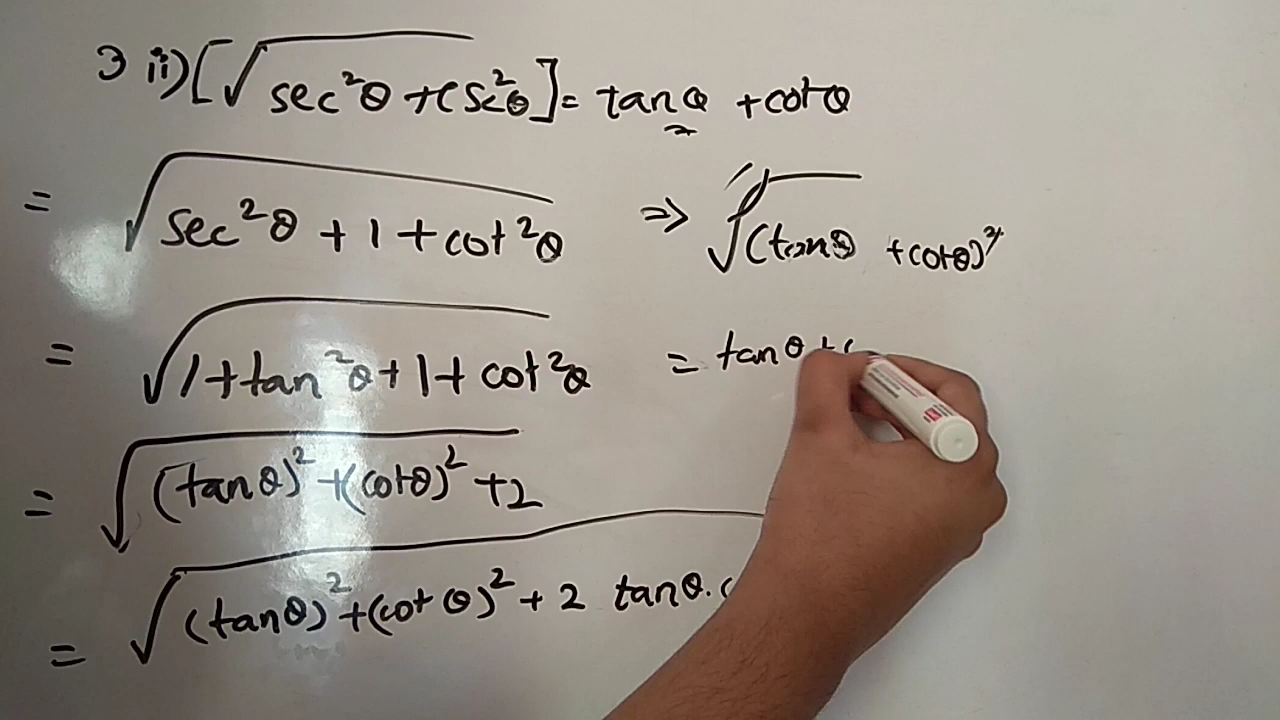 3 ii) [√sec²θ + csc²θ] = tanθ + cotθ
= √sec²θ + 1 + cot²θ
= √1 + tan²θ + 1 + cot²θ
= √(tanθ)² + (cotθ)² + 2
= √(tanθ)² + (cot θ)² + 2 tanθ.
⇒ √(tanθ + cotθ)²
= tanθ +